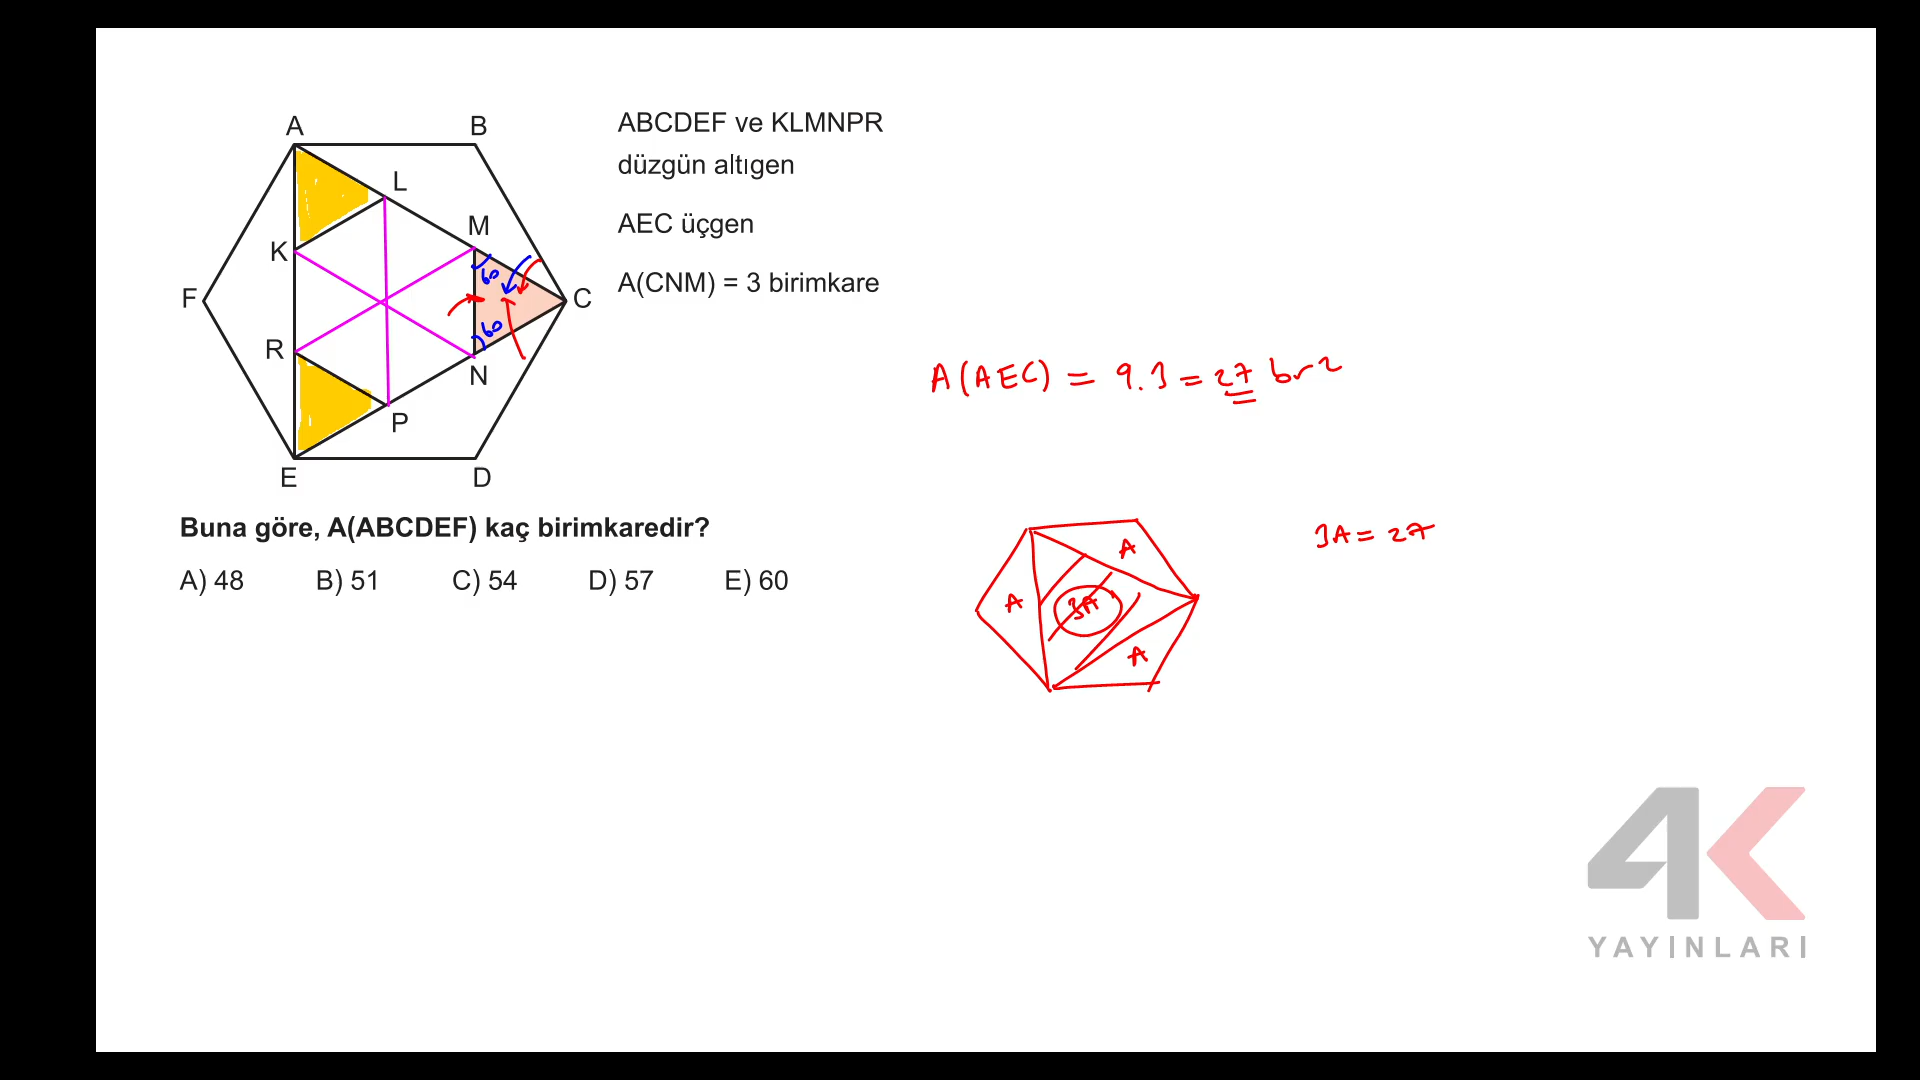 A
B
L
M
K
F
C
R
N
P
E
D
60
60
ABCDEF ve KLMNPR
düzgün altıgen
AEC üçgen
A(CNM) = 3 birimkare
A(AEC) = 9.3 = 27 br2
Buna göre, A(ABCDEF) kaç birimkaredir?
A) 48 B) 51 C) 54 D) 57 E) 60
A
A
3A
A
3A = 27
4K
YAYINLARI